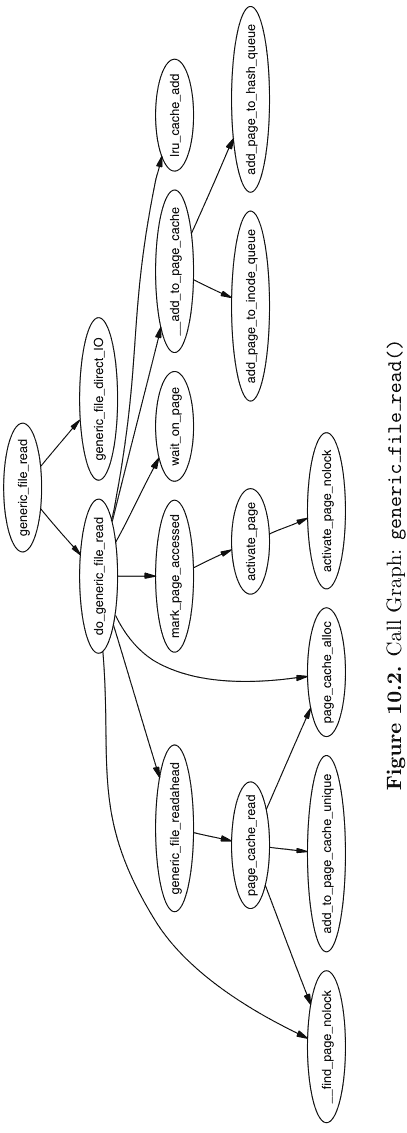 generic_file_read
do_generic_file_read
generic_file_direct_IO
generic_file_readahead
mark_page_accessed
wait_on_page
__add_to_page_cache
lru_cache_add
page_cache_read
activate_page
add_page_to_inode_queue
add_page_to_hash_queue
__find_page_nolock
add_to_page_cache_unique
page_cache_alloc
activate_page_nolock
Figure 10.2. Call Graph: generic_file_read()